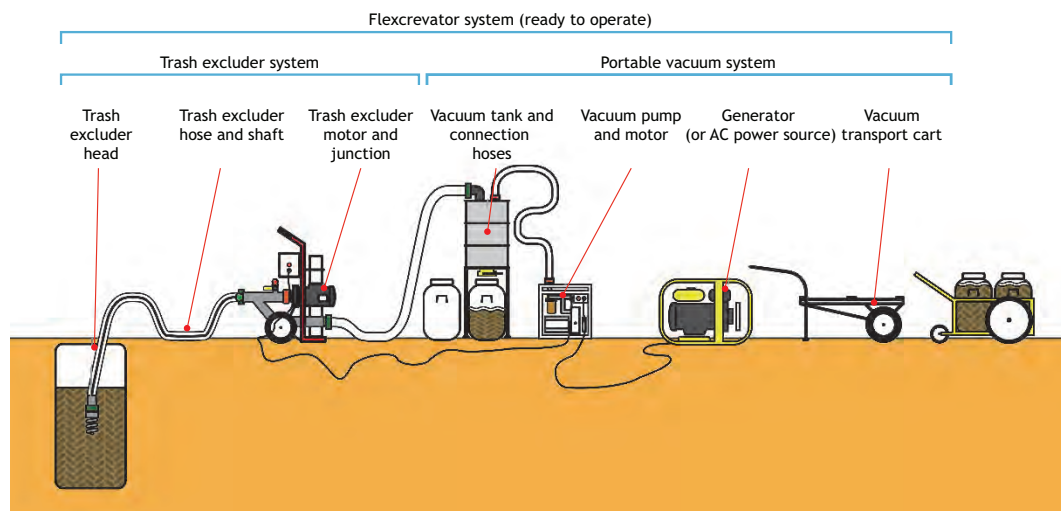 Flexcrevator system (ready to operate)
Trash excluder system
Portable vacuum system
Trash
excluder
head
Trash excluder
hose and shaft
Trash excluder
motor and
junction
Vacuum tank and
connection
hoses
Vacuum pump
and motor
Generator
(or AC power source)
Vacuum
transport cart